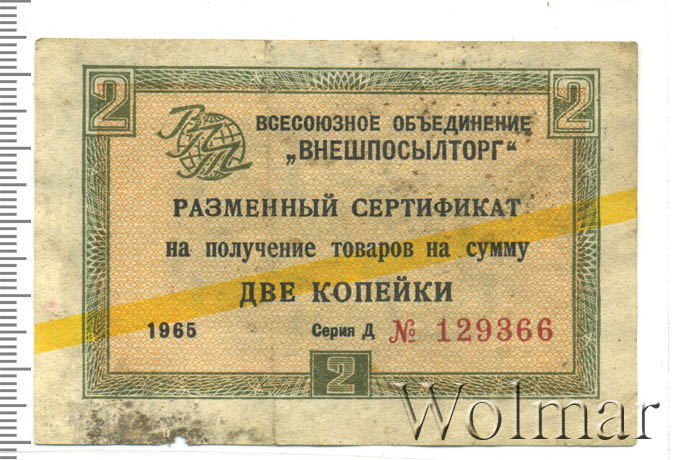 2
2
ВПТ
ВСЕСОЮЗНОЕ ОБЪЕДИНЕНИЕ
„ВНЕШПОСЫЛТОРГ“
РАЗМЕННЫЙ СЕРТИФИКАТ
на получение товаров на сумму
ДВЕ КОПЕЙКИ
1965 Серия Д № 129366
2
Wolmar